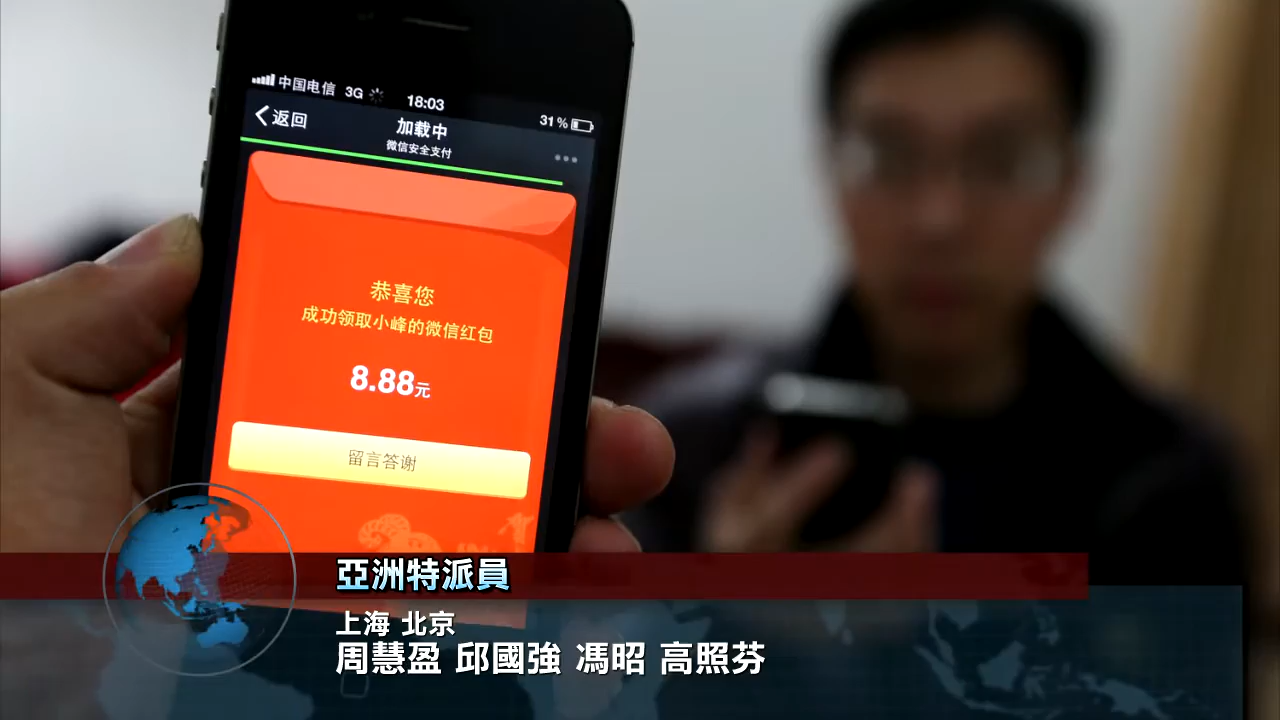 中国电信 3G 18:03 31%
返回 加载中
微信安全支付
恭喜您
成功领取小峰的微信红包
8.88元
留言答谢
亞洲特派員
上海 北京
周慧盈 邱國強 馮昭 高照芬